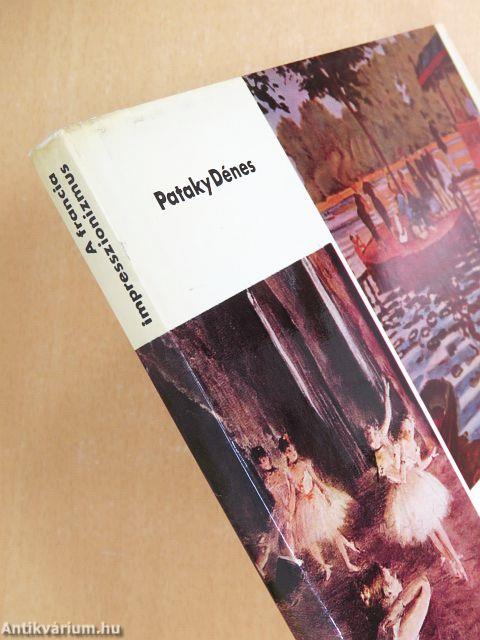 Pataky Dénes
A francia
impresszionizmus
Antikvárium.hu